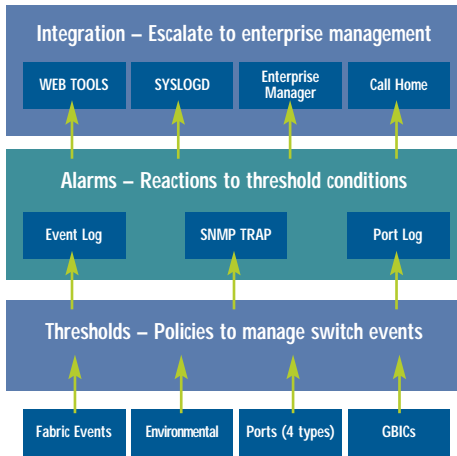 Integration – Escalate to enterprise management
WEB TOOLS
SYSLOGD
Enterprise
Manager
Call Home
Alarms – Reactions to threshold conditions
Event Log
SNMP TRAP
Port Log
Thresholds – Policies to manage switch events
Fabric Events
Environmental
Ports (4 types)
GBICs